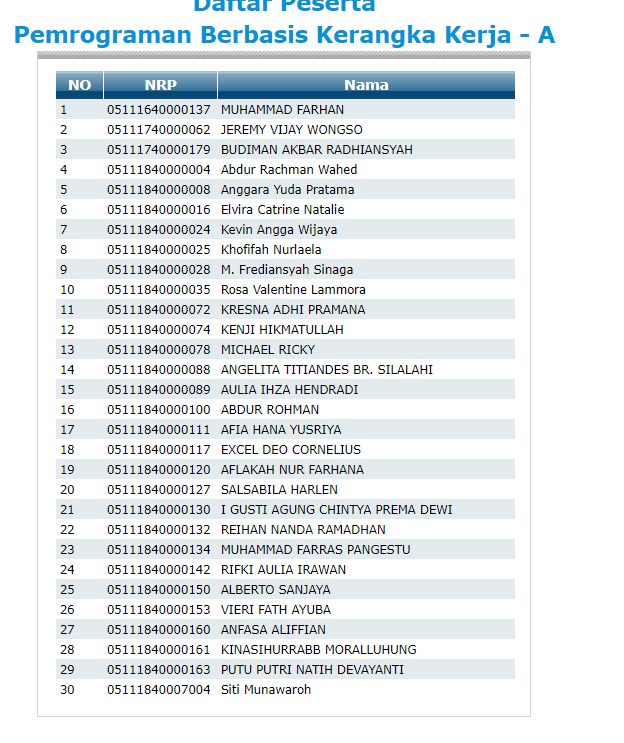 Daftar Peserta
Pemrograman Berbasis Kerangka Kerja - A
NO NRP Nama
1 05111640000137 MUHAMMAD FARHAN
2 05111740000062 JEREMY VIJAY WONGSO
3 05111740000179 BUDIMAN AKBAR RADHIANSYAH
4 05111840000004 Abdur Rachman Wahed
5 05111840000008 Anggara Yuda Pratama
6 05111840000016 Elvira Catrine Natalie
7 05111840000024 Kevin Angga Wijaya
8 05111840000025 Khofifah Nurlaela
9 05111840000028 M. Frediansyah Sinaga
10 05111840000035 Rosa Valentine Lammora
11 05111840000072 KRESNA ADHI PRAMANA
12 05111840000074 KENJI HIKMATULLAH
13 05111840000078 MICHAEL RICKY
14 05111840000088 ANGELITA TITIANDES BR. SILALAHI
15 05111840000089 AULIA IHZA HENDRADI
16 05111840000100 ABDUR ROHMAN
17 05111840000111 AFIA HANA YUSRIYA
18 05111840000117 EXCEL DEO CORNELIUS
19 05111840000120 AFLAKAH NUR FARHANA
20 05111840000127 SALSABILA HARLEN
21 05111840000130 I GUSTI AGUNG CHINTYA PREMA DEWI
22 05111840000132 REIHAN NANDA RAMADHAN
23 05111840000134 MUHAMMAD FARRAS PANGESTU
24 05111840000142 RIFKI AULIA IRAWAN
25 05111840000150 ALBERTO SANJAYA
26 05111840000153 VIERI FATH AYUBA
27 05111840000160 ANFASA ALIFFIAN
28 05111840000161 KINASIHURRABB MORALLUHUNG
29 05111840000163 PUTU PUTRI NATIH DEVAYANTI
30 05111840007004 Siti Munawaroh